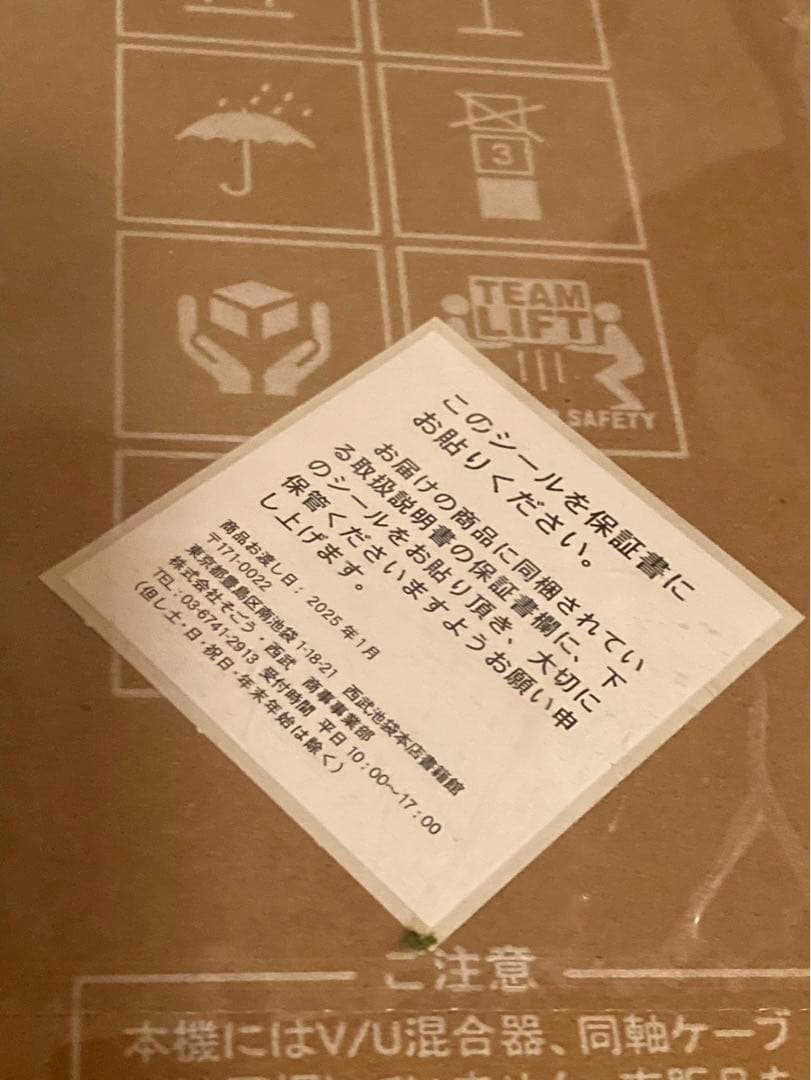 3
TEAM
LIFT
SAFETY
このシールを保証書に
お貼りください。
お届けの商品に同梱されてい
る取扱説明書の保証書欄に、下
のシールをお貼り頂き、大切に
保管くださいますようお願い申
し上げます。
商品お渡し日: 2025年1月
〒171-0022
東京都豊島区南池袋1-18-21 西武池袋本店書籍館
株式会社そごう・西武 商事事業部
TEL:03-6741-2913 受付時間 平日 10:00~17:00
(但し土・日・祝日・年末年始は除く)
ご注意
本機にはV/U混合器、同軸ケーブ